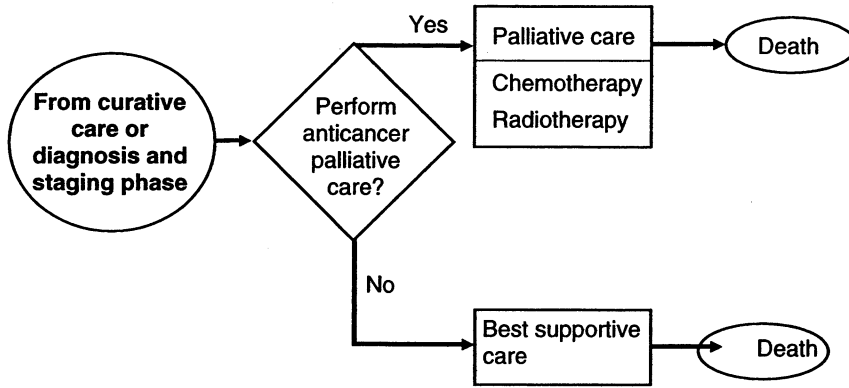 From curative
care or
diagnosis and
staging phase
Perform
anticancer
palliative
care?
Yes
Palliative care
Chemotherapy
Radiotherapy
Death
No
Best supportive
care
Death